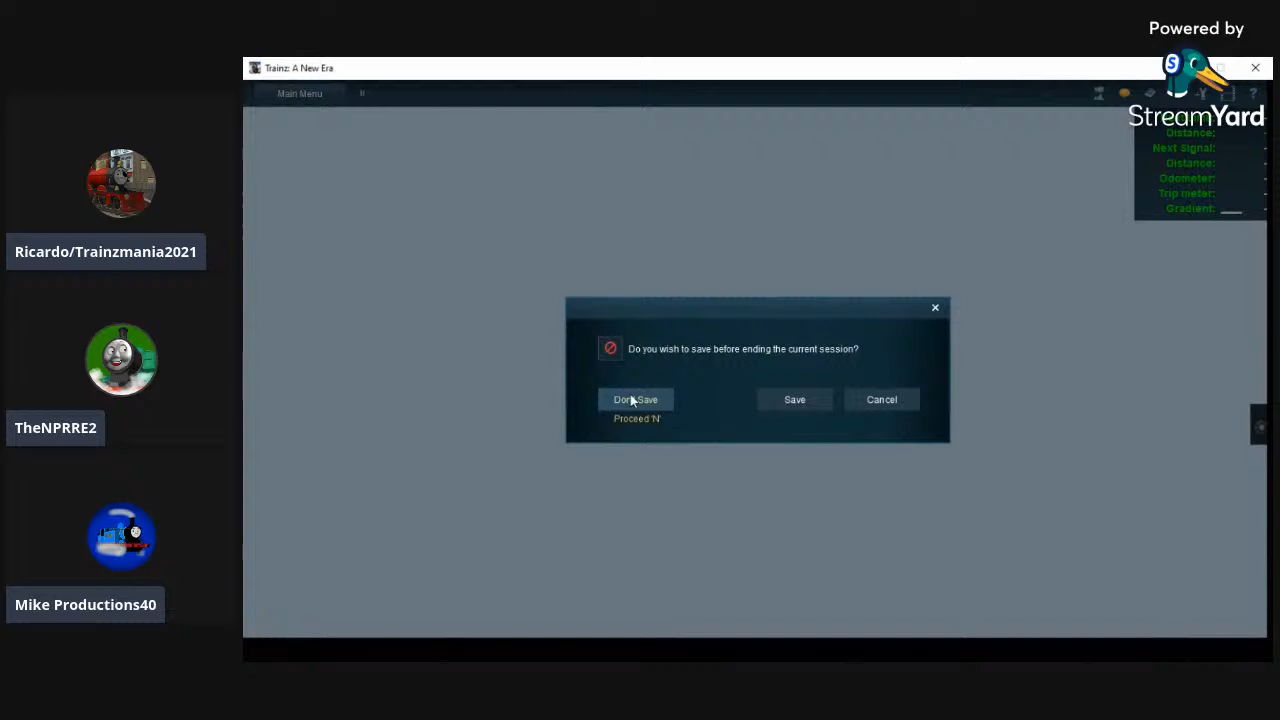 Powered by
StreamYard
Ricardo/Trainzmania2021
TheNPRRE2
Mike Productions40
Trainz: A New Era
Main Menu
Distance:
Next Signal:
Distance:
Odometer:
Trip meter:
Gradient:
Do you wish to save before ending the current session?
Don't Save
Save
Cancel
Proceed 'N'